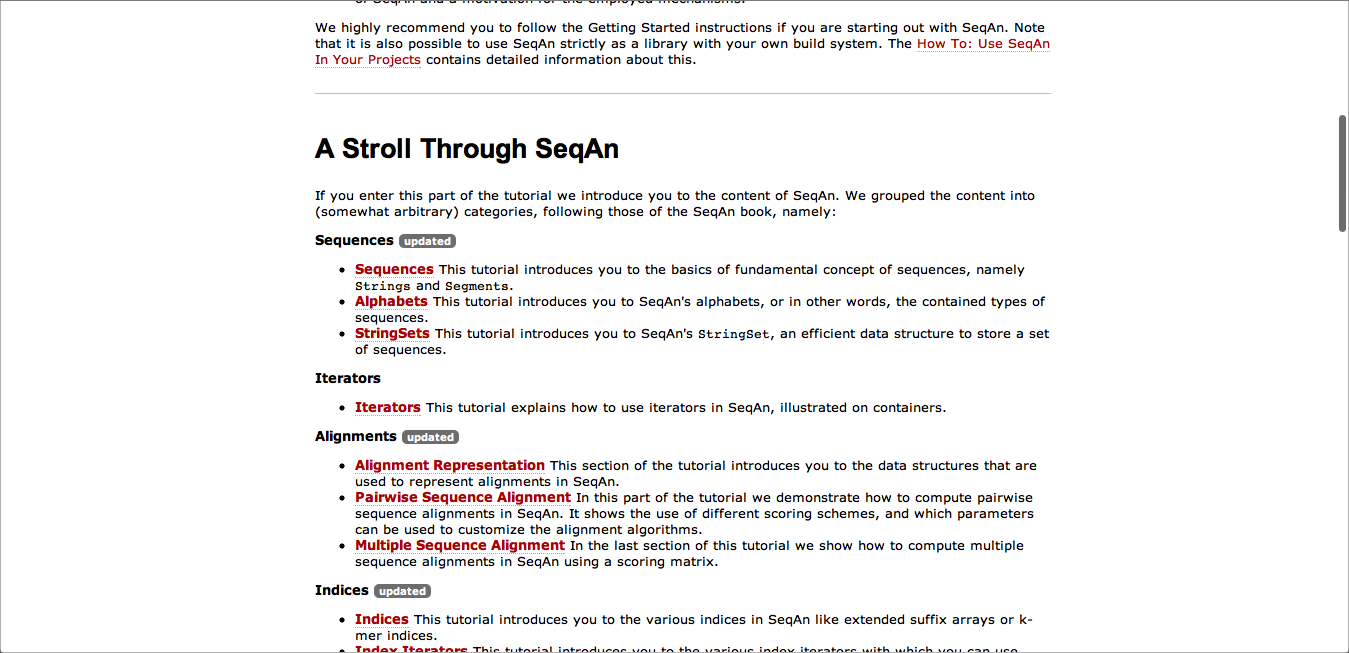 of SeqAn and a motivation for the employed mechanisms.
We highly recommend you to follow the Getting Started instructions if you are starting out with SeqAn. Note
that it is also possible to use SeqAn strictly as a library with your own build system. The How To: Use SeqAn
In Your Projects contains detailed information about this.
A Stroll Through SeqAn
If you enter this part of the tutorial we introduce you to the content of SeqAn. We grouped the content into
(somewhat arbitrary) categories, following those of the SeqAn book, namely:
Sequences updated
• Sequences This tutorial introduces you to the basics of fundamental concept of sequences, namely
Strings and Segments.
• Alphabets This tutorial introduces you to SeqAn's alphabets, or in other words, the contained types of
sequences.
• StringSets This tutorial introduces you to SeqAn's StringSet, an efficient data structure to store a set
of sequences.
Iterators
• Iterators This tutorial explains how to use iterators in SeqAn, illustrated on containers.
Alignments updated
• Alignment Representation This section of the tutorial introduces you to the data structures that are
used to represent alignments in SeqAn.
• Pairwise Sequence Alignment In this part of the tutorial we demonstrate how to compute pairwise
sequence alignments in SeqAn. It shows the use of different scoring schemes, and which parameters
can be used to customize the alignment algorithms.
• Multiple Sequence Alignment In the last section of this tutorial we show how to compute multiple
sequence alignments in SeqAn using a scoring matrix.
Indices updated
• Indices This tutorial introduces you to the various indices in SeqAn like extended suffix arrays or k-
mer indices.
• Index Iterators This tutorial introduces you to the various index iterators with which you can use